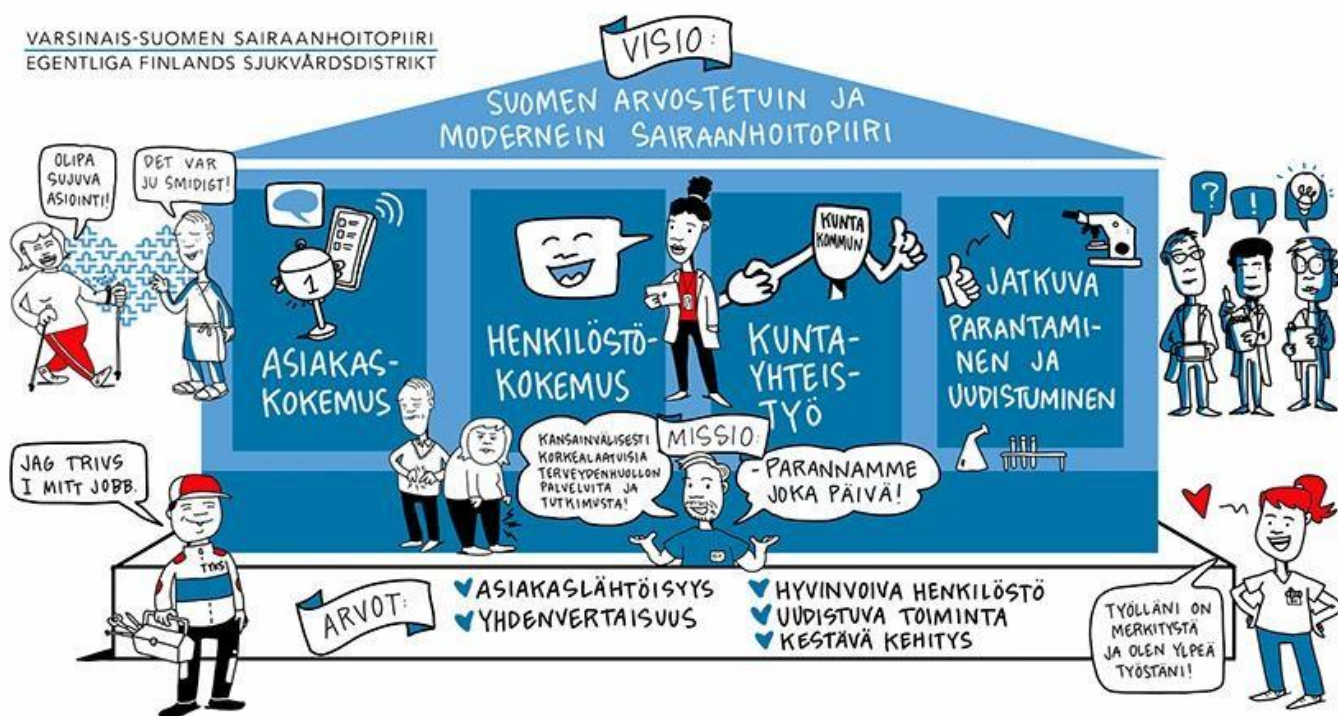 VARSINAIS-SUOMEN SAIRAANHOITOPIIRI
EGENTLIGA FINLANDS SJUKVÅRDSDISTRIKT
VISIO:
SUOMEN ARVOSTETUIN JA
MODERNEIN SAIRAANHOITOPIIRI
OLIPA
SUJUVA
ASIOINTI!
DET VAR
JU SMIDIGT!
1
ASIAKAS-
KOKEMUS
HENKILÖSTÖ-
KOKEMUS
KUNTA
KOMMUN
KUNTA-
YHTEIS-
TYÖ
JATKUVA
PARANTAMI-
NEN JA
UUDISTUMINEN
?
!
MISSIO:
KANSAINVÄLISESTI
KORKEALAATUISIA
TERVEYDENHUOLLON
PALVELUITA JA
TUTKIMUSTA!
- PARANNAMME
JOKA PÄIVÄ!
JAG TRIVS
I MITT JOBB.
TYKS
ARVOT:
ASIAKASLÄHTÖISYYS
YHDENVERTAISUUS
HYVINVOIVA HENKILÖSTÖ
UUDISTUVA TOIMINTA
KESTÄVÄ KEHITYS
TYÖLLÄNI ON
MERKITYSTÄ
JA OLEN YLPEÄ
TYÖSTÄNI!